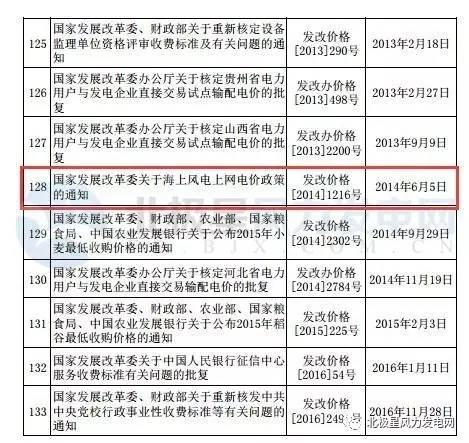 125
国家发展改革委、财政部关于重新核定设备
监理单位资格评审收费标准及有关问题的
通知
发改价格
[2013]290号
2013年2月18日
126
国家发展改革委办公厅关于核定贵州省电力
用户与发电企业直接交易试点输配电价的批
复
发改办价格
[2013]498号
2013年2月27日
127
国家发展改革委办公厅关于核定山西省电力
用户与发电企业直接交易试点输配电价的批
复
发改办价格
[2013]2200号
2013年9月9日
128
国家发展改革委关于海上风电上网电价政策
的通知
发改价格
[2014]1216号
2014年6月5日
129
国家发展改革委、财政部、农业部、国家粮
食局、中国农业发展银行关于公布2015年小
麦最低收购价格的通知
发改价格
[2014]2302号
2014年9月29日
130
国家发展改革委办公厅关于核定河北省电力
用户与发电企业直接交易输配电价的批复
发改办价格
[2014]2784号
2014年11月19日
131
国家发展改革委、财政部、农业部、国家粮
食局、中国农业发展银行关于公布2015年
稻谷最低收购价格的通知
发改价格
[2015]225号
2015年2月3日
132
国家发展改革委关于中国人民银行征信中心
服务收费标准有关问题的批复
发改价格
[2016]54号
2016年1月11日
133
国家发展改革委、财政部关于重新核发中共
中央党校行政事业性收费标准等有关问题的
通知
发改价格
[2016]249
2016年11月28日
北极星风力发电网
北极星风力发电网